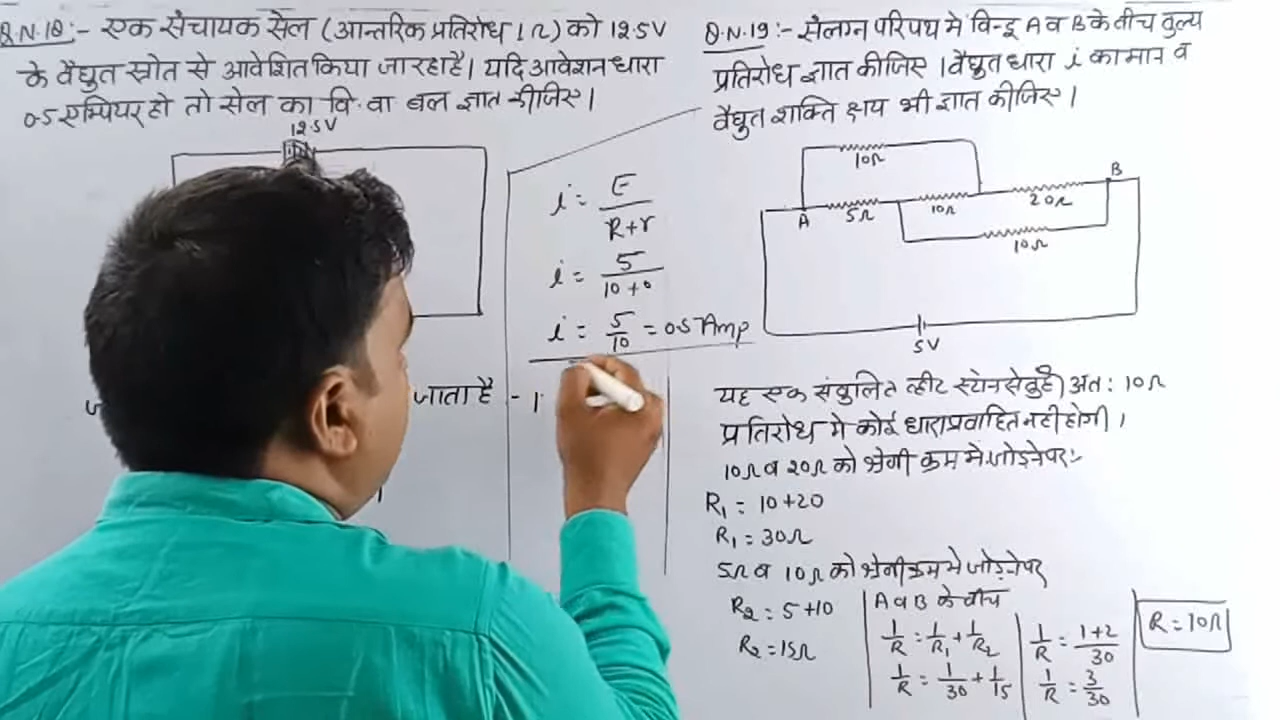 Q.N.18:- एक संचायक सेल (आन्तरिक प्रतिरोध 1Ω) को 12.5V
के वैद्युत स्रोत से आवेशित किया जा रहा है। यदि आवेशन धारा
0.5 एम्पियर हो तो सेल का वि. वा बल ज्ञात कीजिए।
12.5V
जाता है -
i = E/R+r
i = 5/10+0
i = 5/10 = 0.5 Amp
Q.N.19:- संलग्न परिपथ मे बिन्दु A व B के बीच तुल्य
प्रतिरोध ज्ञात कीजिए। वैद्युत धारा i का मान व
वैद्युत शक्ति क्षय भी ज्ञात कीजिए।
10Ω
B
A 5Ω 10Ω 20Ω
10Ω
5V
यह एक संतुलित व्हीट स्टोन सेतु है। अत: 10Ω
प्रतिरोध मे कोई धारा प्रवाहित नही होगी।
10Ω व 20Ω को श्रेणी क्रम में जोड़ने पर:-
R₁ = 10+20
R₁ = 30Ω
5Ω व 10Ω को श्रेणी क्रम मे जोड़ने पर
R₂ = 5+10
R₂ = 15Ω
A व B के बीच
1/R = 1/R₁ + 1/R₂
1/R = 1/30 + 1/15
1/R = 1+2/30
1/R = 3/30
R = 10Ω